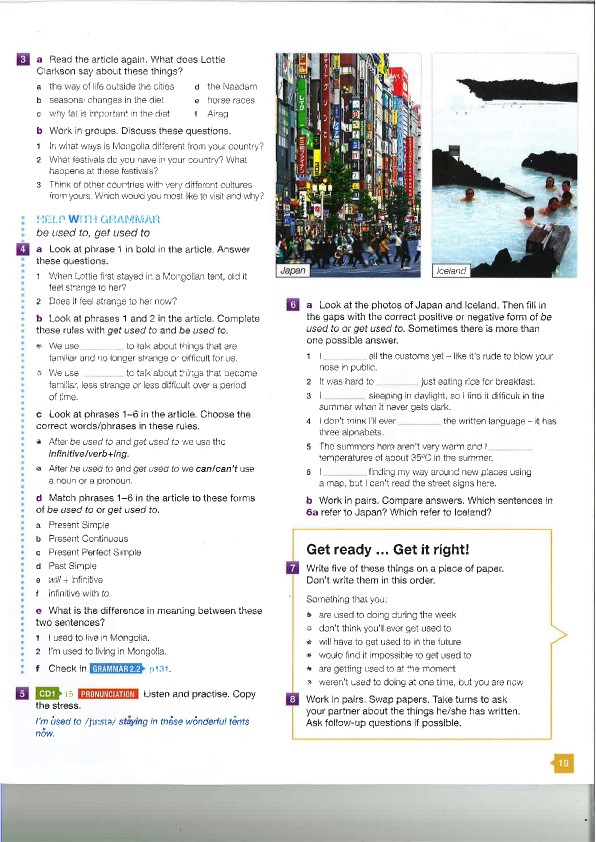 3 a Read the article again. What does Lottie
Clarkson say about these things?
a the way of life outside the cities
b seasonal changes in the diet
c why fat is important in the diet
d the Naadam
e horse races
f Airag
b Work in groups. Discuss these questions.
1 In what ways is Mongolia different from your country?
2 What festivals do you have in your country? What
happens at these festivals?
3 Think of other countries with very different cultures
from yours. Which would you most like to visit and why?
HELP WITH GRAMMAR
be used to, get used to
4 a Look at phrase 1 in bold in the article. Answer
these questions.
1 When Lottie first stayed in a Mongolian tent, did it
feel strange to her?
2 Does it feel strange to her now?
b Look at phrases 1 and 2 in the article. Complete
these rules with get used to and be used to.
● We use ________ to talk about things that are
familiar and no longer strange or difficult for us.
● We use ________ to talk about things that become
familiar, less strange or less difficult over a period
of time.
c Look at phrases 1–6 in the article. Choose the
correct words/phrases in these rules.
● After be used to and get used to we use the
infinitive/verb+ing.
● After be used to and get used to we can/can't use
a noun or a pronoun.
d Match phrases 1–6 in the article to these forms
of be used to or get used to.
a Present Simple
b Present Continuous
c Present Perfect Simple
d Past Simple
e will + infinitive
f infinitive with to
e What is the difference in meaning between these
two sentences?
1 I used to live in Mongolia.
2 I'm used to living in Mongolia.
f Check in GRAMMAR 2.2 p131.
5 CD1 15 PRONUNCIATION Listen and practise. Copy
the stress.
I'm used to /juːstə/ staying in these wonderful tents
now.
Japan
Iceland
6 a Look at the photos of Japan and Iceland. Then fill in
the gaps with the correct positive or negative form of be
used to or get used to. Sometimes there is more than
one possible answer.
1 I ________ all the customs yet – like it's rude to blow your
nose in public.
2 It was hard to ________ just eating rice for breakfast.
3 I ________ sleeping in daylight, so I find it difficult in the
summer when it never gets dark.
4 I don't think I'll ever ________ the written language – it has
three alphabets.
5 The summers here aren't very warm and I ________
temperatures of about 35ºC in the summer.
6 I ________ finding my way around new places using
a map, but I can't read the street signs here.
b Work in pairs. Compare answers. Which sentences in
6a refer to Japan? Which refer to Iceland?
Get ready ... Get it right!
7 Write five of these things on a piece of paper.
Don't write them in this order.
Something that you:
● are used to doing during the week
● don't think you'll ever get used to
● will have to get used to in the future
● would find it impossible to get used to
● are getting used to at the moment
● weren't used to doing at one time, but you are now
8 Work in pairs. Swap papers. Take turns to ask
your partner about the things he/she has written.
Ask follow-up questions if possible.
19